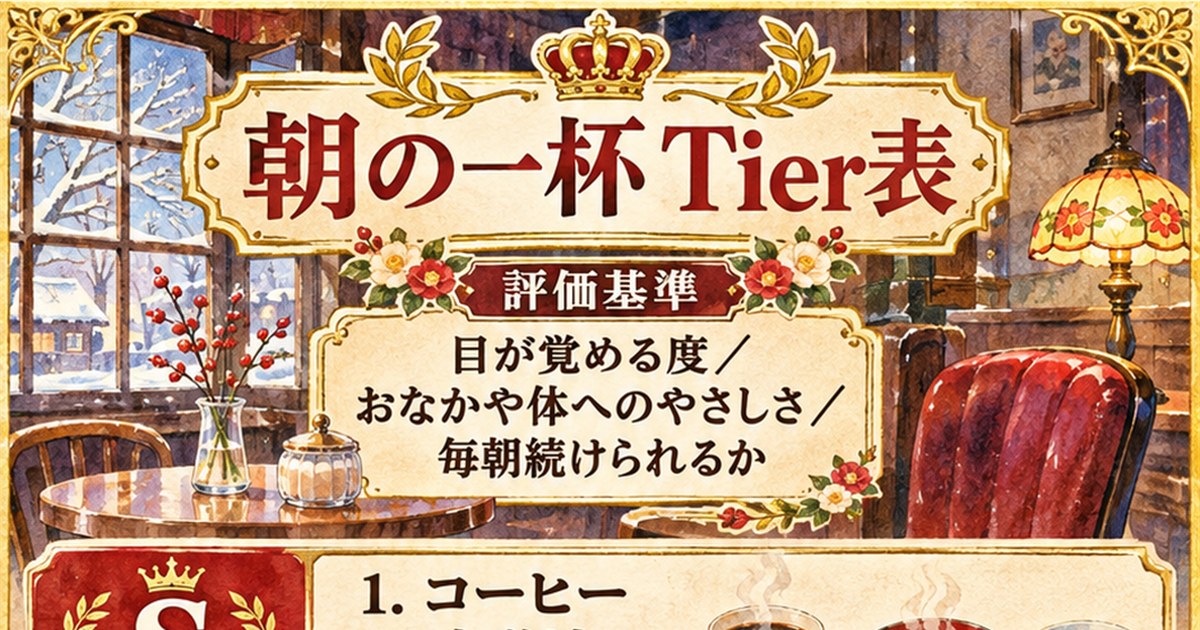 朝の一杯 Tier表
評価基準
目が覚める度／
おなかや体へのやさしさ／
毎朝続けられるか
S
1. コーヒー